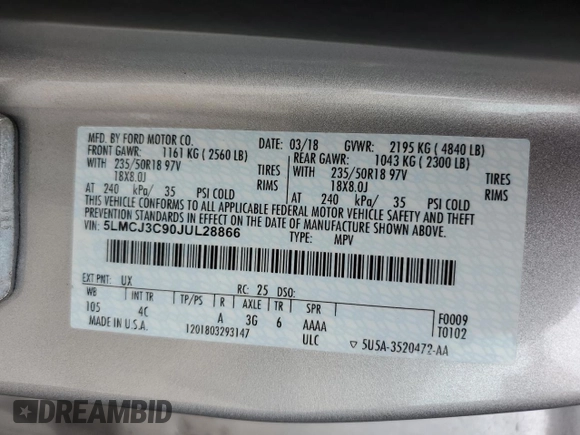 MFD. BY FORD MOTOR CO.
DATE: 03/18 GVWR: 2195 KG ( 4840 LB)
FRONT GAWR: 1161 KG ( 2560 LB)
REAR GAWR: 1043 KG ( 2300 LB)
WITH 235/50R18 97V TIRES
WITH 235/50R18 97V TIRES
18X8.0J RIMS
18X8.0J RIMS
AT 240 kPa/ 35 PSI COLD
AT 240 kPa/ 35 PSI COLD
THIS VEHICLE CONFORMS TO ALL APPLICABLE FEDERAL MOTOR VEHICLE SAFETY AND THEFT
PREVENTION STANDARDS IN EFFECT ON THE DATE OF MANUFACTURE SHOWN ABOVE.
VIN: 5LMCJ3C90JUL28866
TYPE: MPV
EXT PNT: UX RC: 25 DSO:
WB INT TR TP/PS R AXLE TR SPR
105 4C A 3G 6 AAAA
ULC
F0009
T0102
MADE IN U.S.A. 1201803293147
▽ 5U5A-3520472-AA
DREAMBID